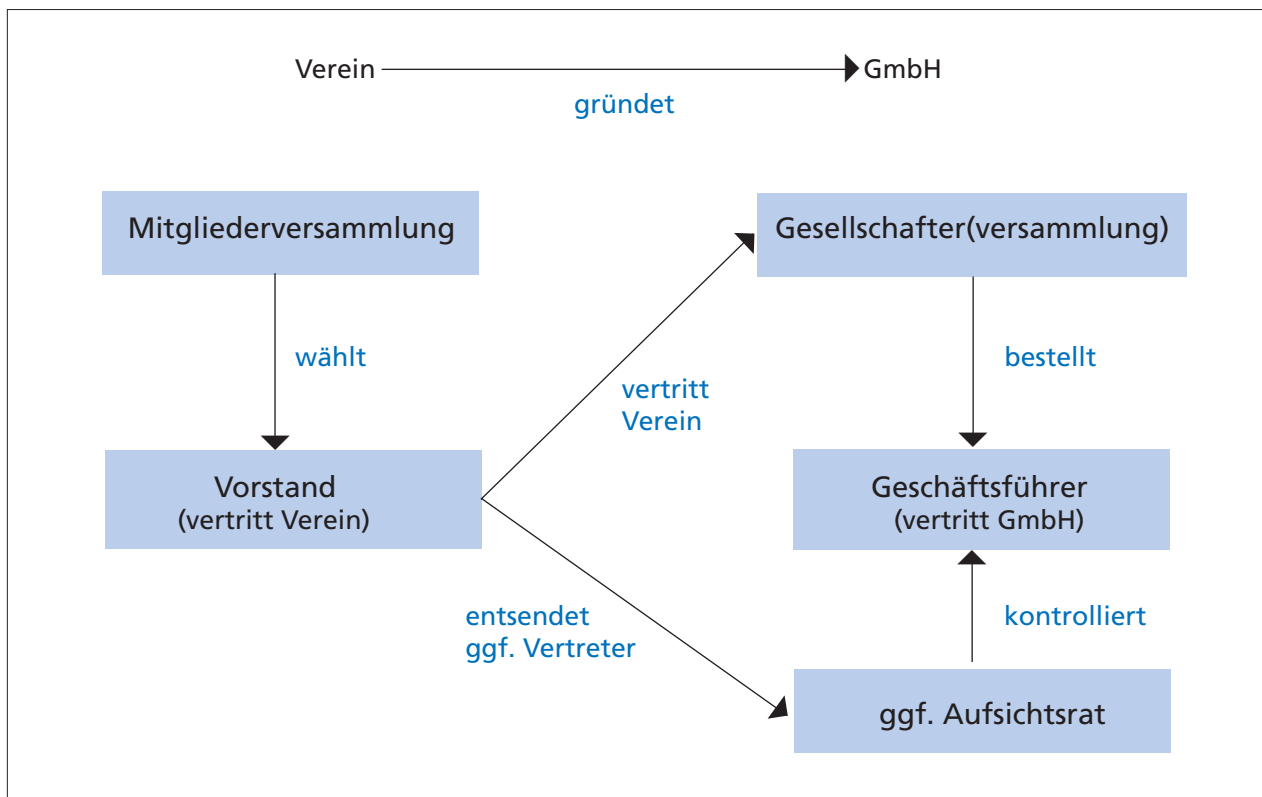 Verein
GmbH
gründet
Mitgliederversammlung
Gesellschafter(versammlung)
wählt
bestellt
vertritt
Verein
Vorstand
(vertritt Verein)
Geschäftsführer
(vertritt GmbH)
entsendet
ggf. Vertreter
kontrolliert
ggf. Aufsichtsrat